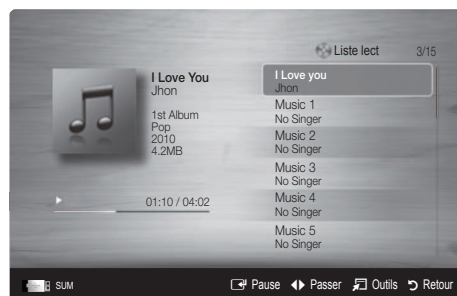 Liste lect 3/15
I Love You
Jhon
1st Album
Pop
2010
4.2MB
01:10 / 04:02
I Love you
Jhon
Music 1
No Singer
Music 2
No Singer
Music 3
No Singer
Music 4
No Singer
Music 5
No Singer
SUM Pause Passer Outils Retour